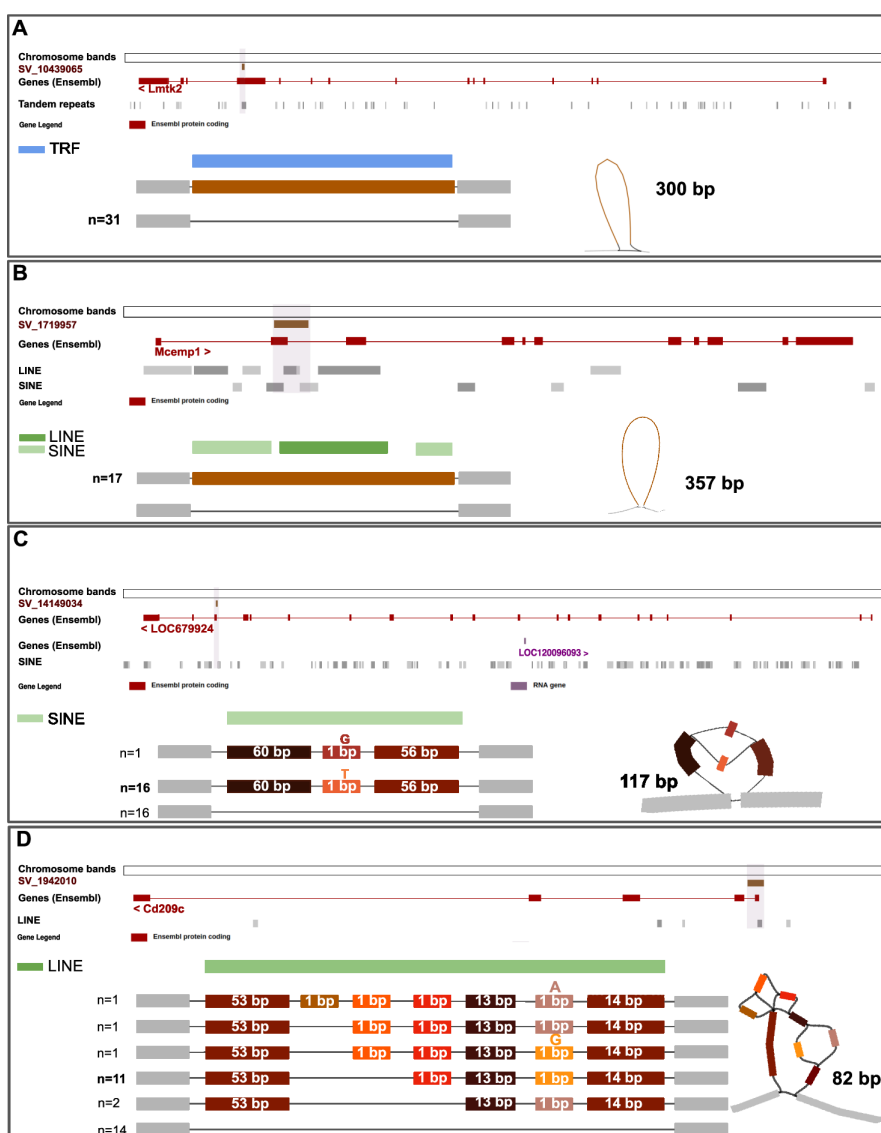 A
Chromosome bands
SV_10439065
Genes (Ensembl)
< Lmtk2
Tandem repeats
Gene Legend Ensembl protein coding
TRF
300 bp
n=31
B
Chromosome bands
SV_1719957
Genes (Ensembl)
Mcemp1 >
LINE
SINE
Gene Legend Ensembl protein coding
LINE
SINE
n=17
357 bp
C
Chromosome bands
SV_14149034
Genes (Ensembl)
< LOC679924
Genes (Ensembl)
LOC120096093 >
SINE
Gene Legend Ensembl protein coding RNA gene
SINE
G
n=1 60 bp 1 bp 56 bp
T
n=16 60 bp 1 bp 56 bp
117 bp
n=16
D
Chromosome bands
SV_1942010
Genes (Ensembl)
< Cd209c
LINE
Gene Legend Ensembl protein coding
LINE
A
n=1 53 bp 1 bp 1 bp 1 bp 13 bp 1 bp 14 bp
n=1 53 bp 1 bp 1 bp 13 bp 1 bp 14 bp
G
n=1 53 bp 1 bp 1 bp 13 bp 1 bp 14 bp
n=11 53 bp 1 bp 13 bp 1 bp 14 bp
82 bp
n=2 53 bp 13 bp 1 bp 14 bp
n=14